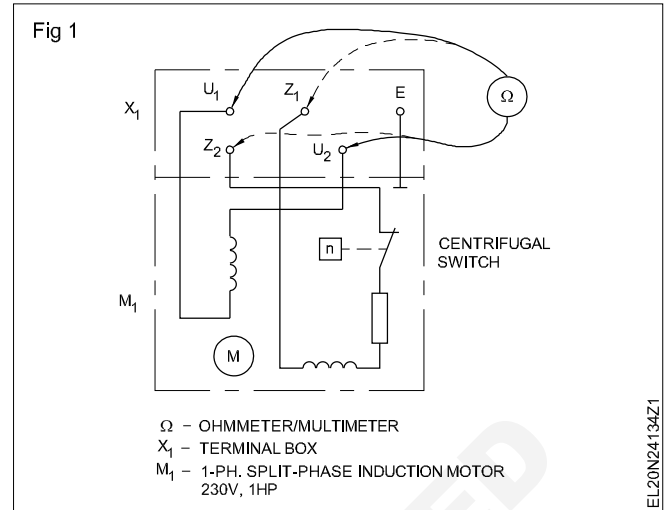 Fig 1
U1 Z1 E Ω
X1
Z2 U2
n
CENTRIFUGAL
SWITCH
M1
M
Ω – OHMMETER/MULTIMETER
X1 – TERMINAL BOX
M1 – 1-PH. SPLIT-PHASE INDUCTION MOTOR
230V, 1HP
EL20N24134Z1